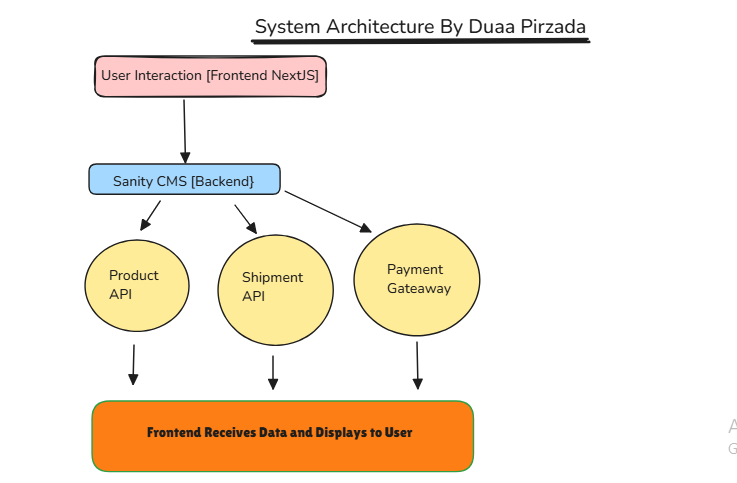 System Architecture By Duaa Pirzada
User Interaction [Frontend NextJS]
Sanity CMS [Backend}
Product
API
Shipment
API
Payment
Gateaway
Frontend Receives Data and Displays to User